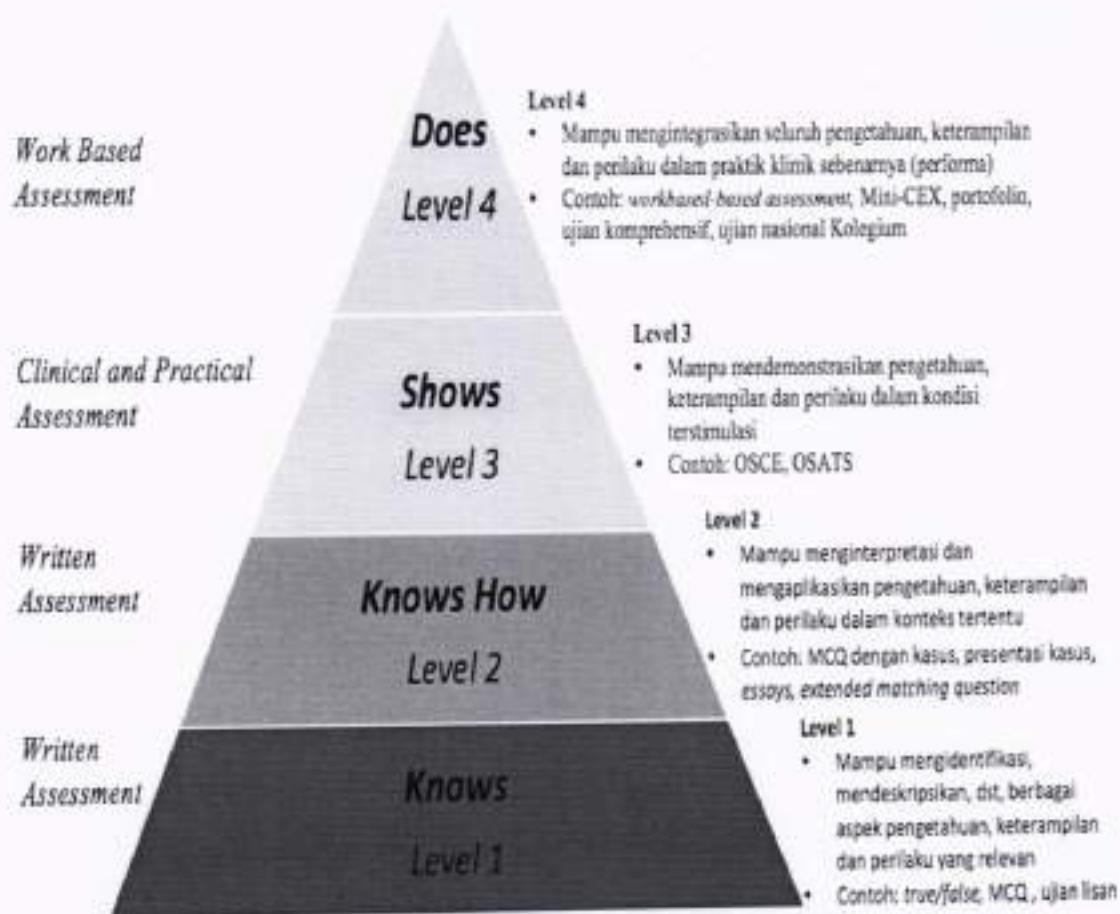 Work Based
Assessment
Does
Level 4
Level 4
• Mampu mengintegrasikan seluruh pengetahuan, keterampilan
dan perilaku dalam praktik klinik sebenarnya (performa)
• Contoh: workbased-based assessment, Mini-CEX, portofolio,
ujian komprehensif, ujian nasional Kolegium
Clinical and Practical
Assessment
Shows
Level 3
Level 3
• Mampu mendemonstrasikan pengetahuan,
keterampilan dan perilaku dalam kondisi
terstimulasi
• Contoh: OSCE, OSATS
Written
Assessment
Knows How
Level 2
Level 2
• Mampu menginterpretasi dan
mengaplikasikan pengetahuan, keterampilan
dan perilaku dalam konteks tertentu
• Contoh: MCQ dengan kasus, presentasi kasus,
essays, extended matching question
Written
Assessment
Knows
Level 1
Level 1
• Mampu mengidentifikasi,
mendeskripsikan, dst, berbagai
aspek pengetahuan, keterampilan
dan perilaku yang relevan
• Contoh: true/false, MCQ , ujian lisan